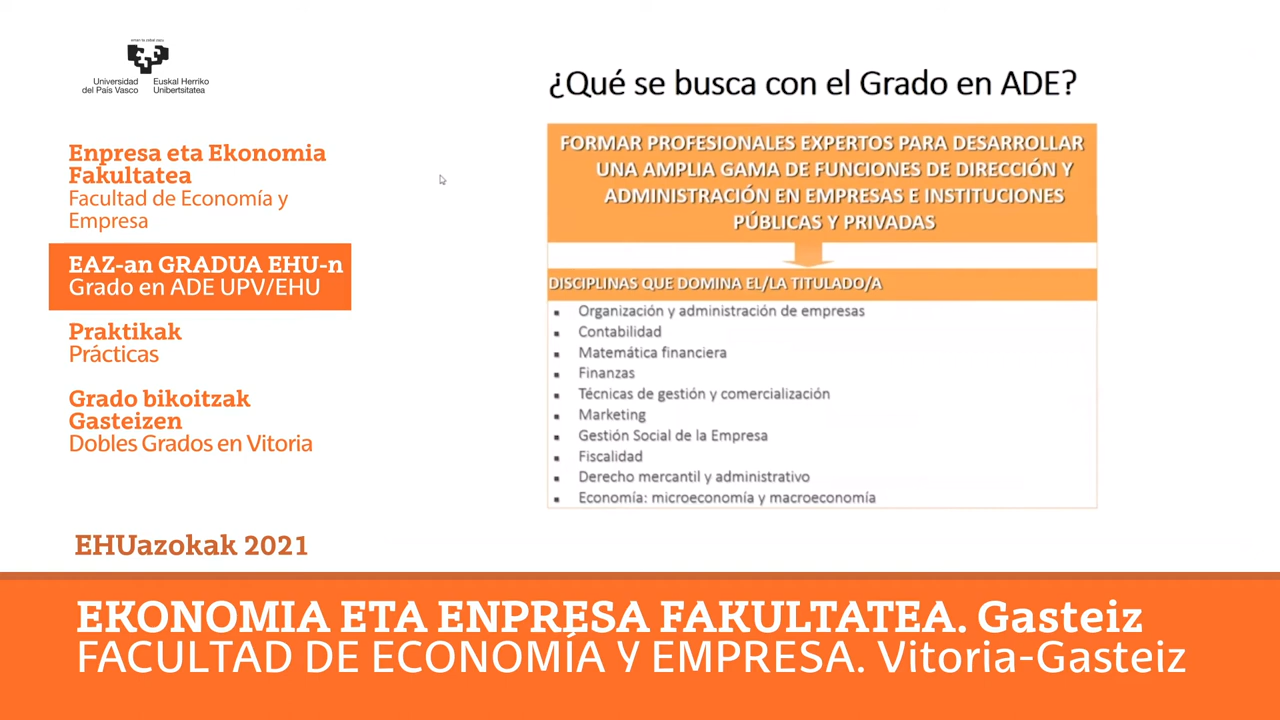 Universidad
del País Vasco
Euskal Herriko
Unibertsitatea
Enpresa eta Ekonomia
Fakultatea
Facultad de Economía y
Empresa
EAZ-an GRADUA EHU-n
Grado en ADE UPV/EHU
Praktikak
Prácticas
Grado bikoitzak
Gasteizen
Dobles Grados en Vitoria
EHUazokak 2021
¿Qué se busca con el Grado en ADE?
FORMAR PROFESIONALES EXPERTOS PARA DESARROLLAR
UNA AMPLIA GAMA DE FUNCIONES DE DIRECCIÓN Y
ADMINISTRACIÓN EN EMPRESAS E INSTITUCIONES
PÚBLICAS Y PRIVADAS
DISCIPLINAS QUE DOMINA EL/LA TITULADO/A
▪ Organización y administración de empresas
▪ Contabilidad
▪ Matemática financiera
▪ Finanzas
▪ Técnicas de gestión y comercialización
▪ Marketing
▪ Gestión Social de la Empresa
▪ Fiscalidad
▪ Derecho mercantil y administrativo
▪ Economía: microeconomía y macroeconomía
EKONOMIA ETA ENPRESA FAKULTATEA. Gasteiz
FACULTAD DE ECONOMÍA Y EMPRESA. Vitoria-Gasteiz